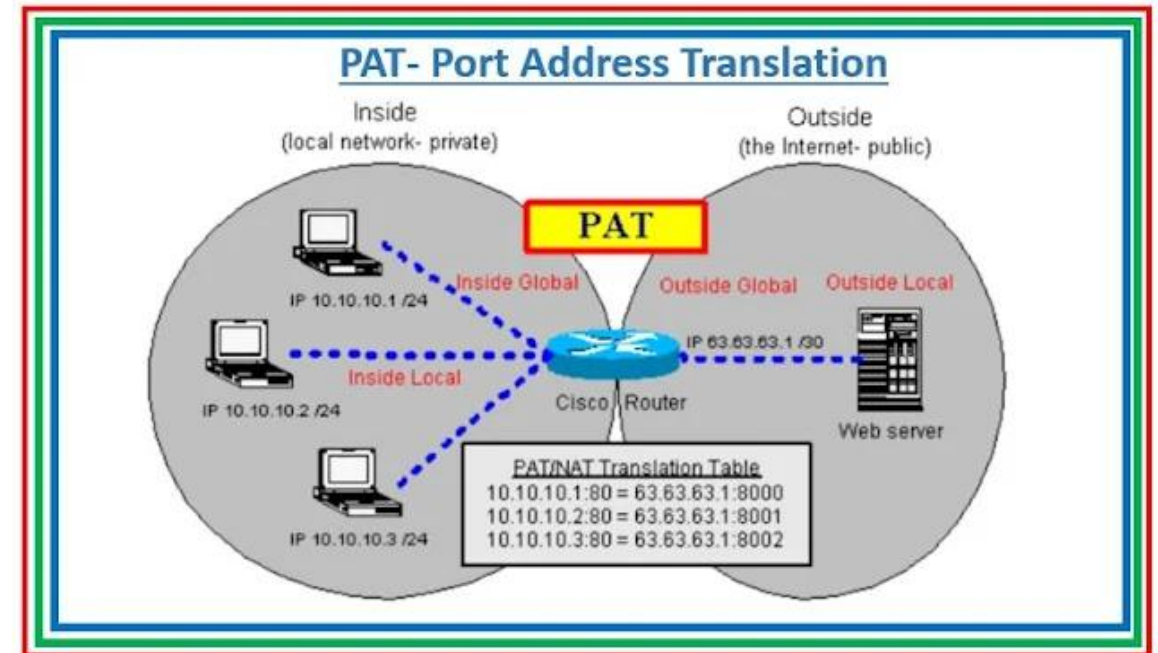 PAT- Port Address Translation
Inside
(local network- private)
Outside
(the Internet- public)
PAT
Inside Global
Outside Global
Outside Local
IP 10.10.10.1 /24
IP 63.63.63.1 /30
Inside Local
IP 10.10.10.2 /24
Cisco Router
Web server
PAT/NAT Translation Table
10.10.10.1:80 = 63.63.63.1:8000
10.10.10.2:80 = 63.63.63.1:8001
10.10.10.3:80 = 63.63.63.1:8002
IP 10.10.10.3 /24